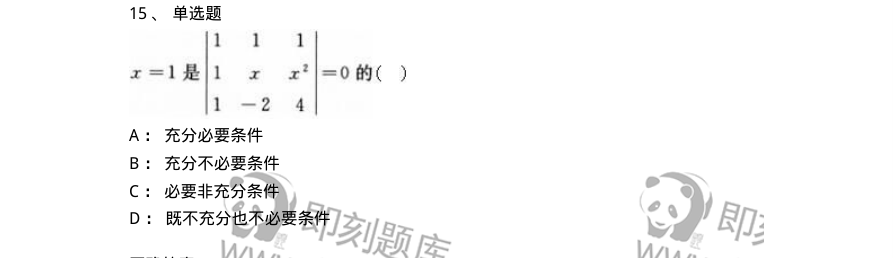 15、 单选题
x=1是 |1 1 1| =0的( )
|1 x x²|
|1 -2 4|
A： 充分必要条件
B： 充分不必要条件
C： 必要非充分条件
D： 既不充分也不必要条件
即刻题库
即刻